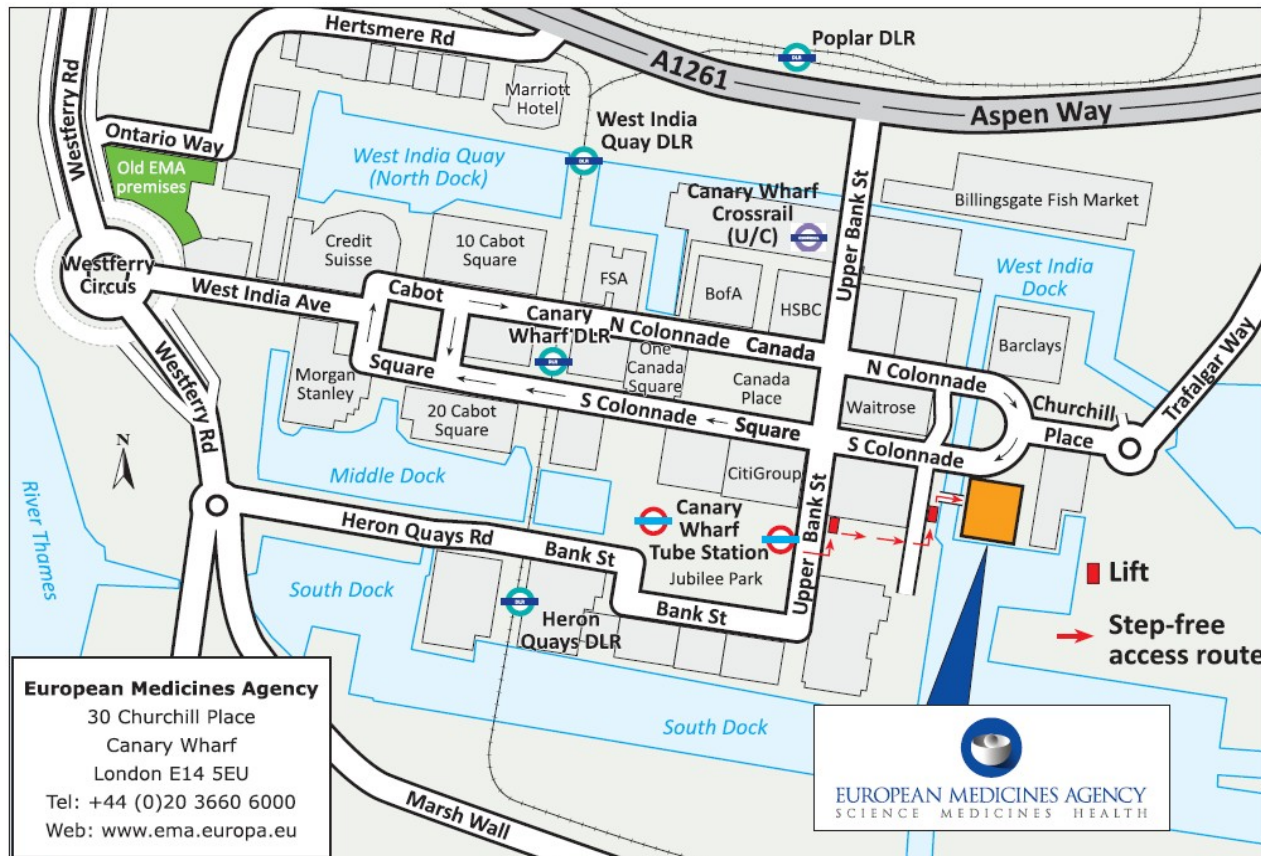 Hertsmere Rd
Poplar DLR
A1261
Aspen Way
Westferry Rd
Ontario Way
Old EMA
premises
Marriott
Hotel
West India
Quay DLR
DLR
DLR
West India Quay
(North Dock)
Canary Wharf
Crossrail
(U/C)
Upper Bank St
Billingsgate Fish Market
West India
Dock
Westferry
Circus
Credit
Suisse
10 Cabot
Square
FSA
BofA
HSBC
West India Ave
Cabot
Canary
Wharf DLR
DLR
N Colonnade
Canada
N Colonnade
Barclays
Trafalgar Way
Westferry Rd
Morgan
Stanley
Square
20 Cabot
Square
S Colonnade
One
Canada
Square
Canada
Place
Square
Waitrose
S Colonnade
Churchill
Place
N
River Thames
Middle Dock
CitiGroup
Canary
Wharf
Tube Station
Upper Bank St
Heron Quays Rd
Bank St
Jubilee Park
Bank St
South Dock
DLR
Heron
Quays DLR
Lift
Step-free
access route
South Dock
Marsh Wall
European Medicines Agency
30 Churchill Place
Canary Wharf
London E14 5EU
Tel: +44 (0)20 3660 6000
Web: www.ema.europa.eu
EUROPEAN MEDICINES AGENCY
SCIENCE MEDICINES HEALTH